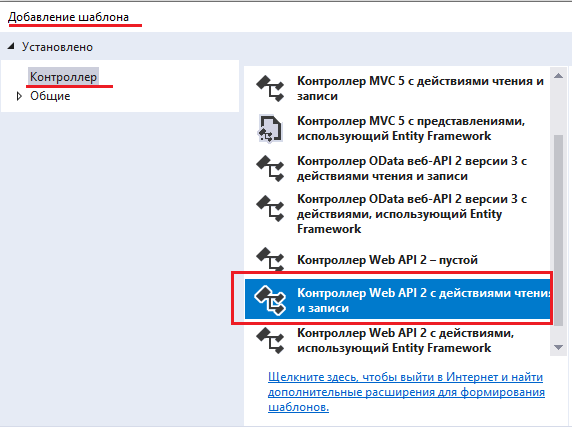 Добавление шаблона
Установлено
Контроллер
Общие
Контроллер MVC 5 с действиями чтения и
записи
Контроллер MVC 5 с представлениями,
использующий Entity Framework
Контроллер OData веб-API 2 версии 3 с
действиями чтения и записи
Контроллер OData веб-API 2 версии 3 с
действиями, использующий Entity
Framework
Контроллер Web API 2 – пустой
Контроллер Web API 2 с действиями чтения
и записи
Контроллер Web API 2 с действиями,
использующий Entity Framework
Щелкните здесь, чтобы выйти в Интернет и найти
дополнительные расширения для формирования
шаблонов.